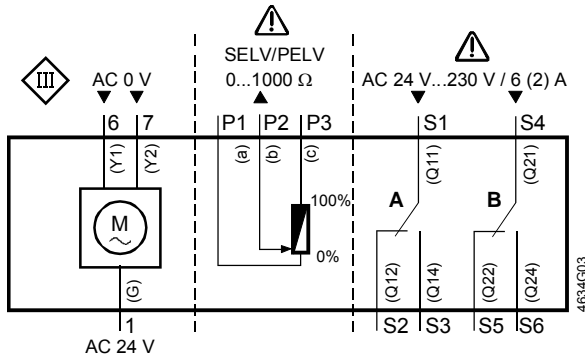 SELV/PELV
III AC 0 V 0...1000 Ω AC 24 V...230 V / 6 (2) A
6 7 P1 P2 P3 S1 S4
(Y1) (Y2) (a) (b) (c) (Q11) (Q21)
100% A B
M
~
0%
(G) (Q12) (Q14) (Q22) (Q24)
1 S2 S3 S5 S6
AC 24 V
4634G03